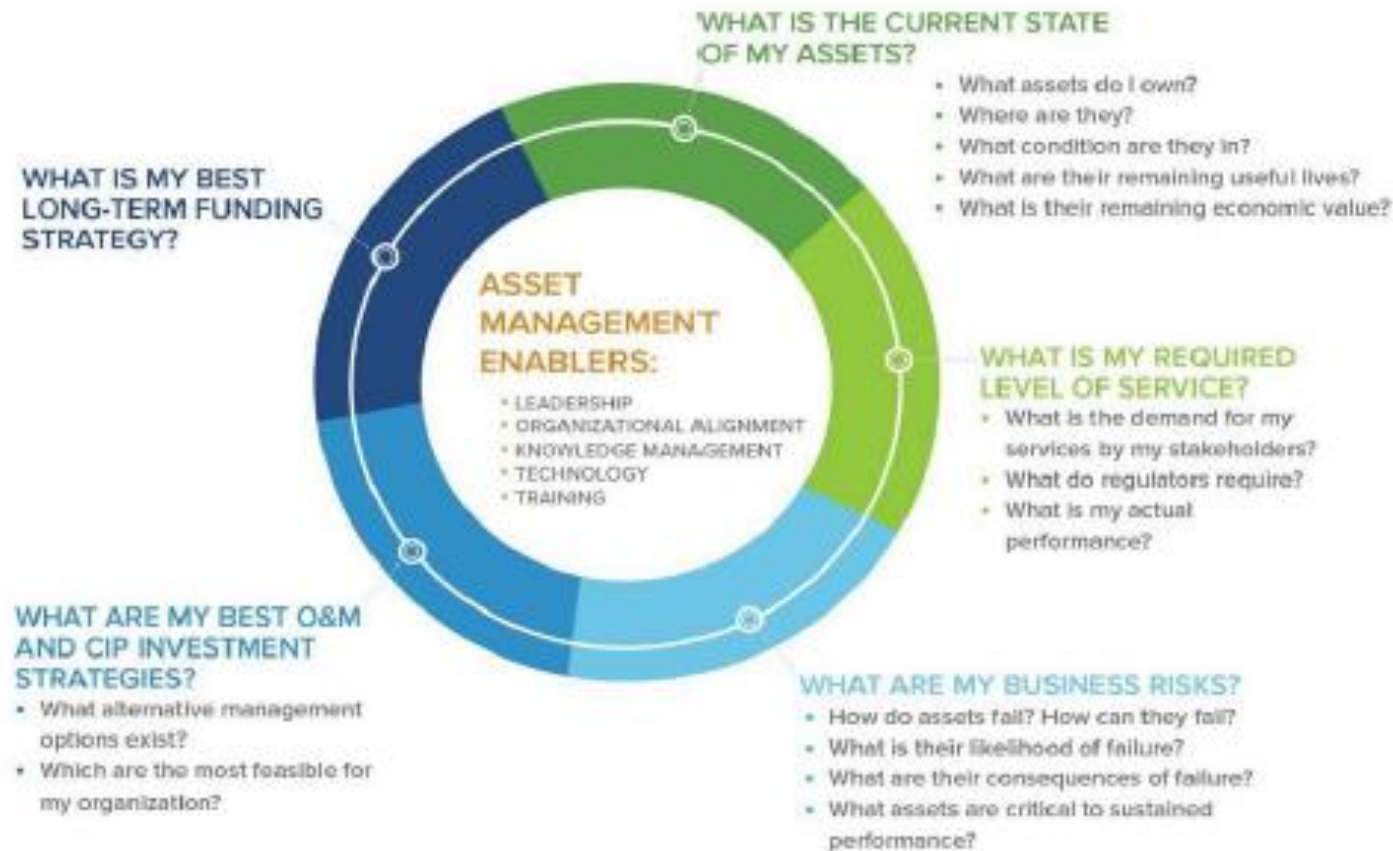 WHAT IS THE CURRENT STATE
OF MY ASSETS?
• What assets do I own?
• Where are they?
• What condition are they in?
• What are their remaining useful lives?
• What is their remaining economic value?
WHAT IS MY BEST
LONG-TERM FUNDING
STRATEGY?
ASSET
MANAGEMENT
ENABLERS:
• LEADERSHIP
• ORGANIZATIONAL ALIGNMENT
• KNOWLEDGE MANAGEMENT
• TECHNOLOGY
• TRAINING
WHAT IS MY REQUIRED
LEVEL OF SERVICE?
• What is the demand for my
services by my stakeholders?
• What do regulators require?
• What is my actual
performance?
WHAT ARE MY BEST O&M
AND CIP INVESTMENT
STRATEGIES?
• What alternative management
options exist?
• Which are the most feasible for
my organization?
WHAT ARE MY BUSINESS RISKS?
• How do assets fail? How can they fail?
• What is their likelihood of failure?
• What are their consequences of failure?
• What assets are critical to sustained
performance?